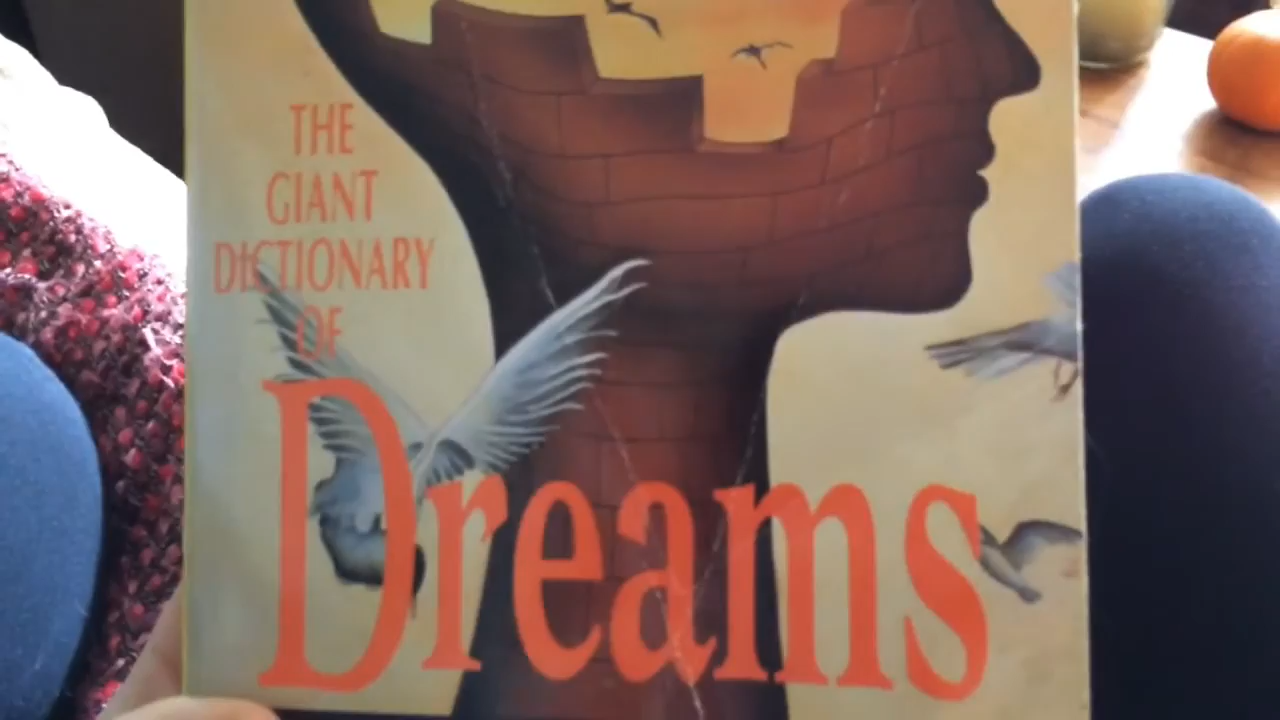 THE
GIANT
DICTIONARY
OF
Dreams